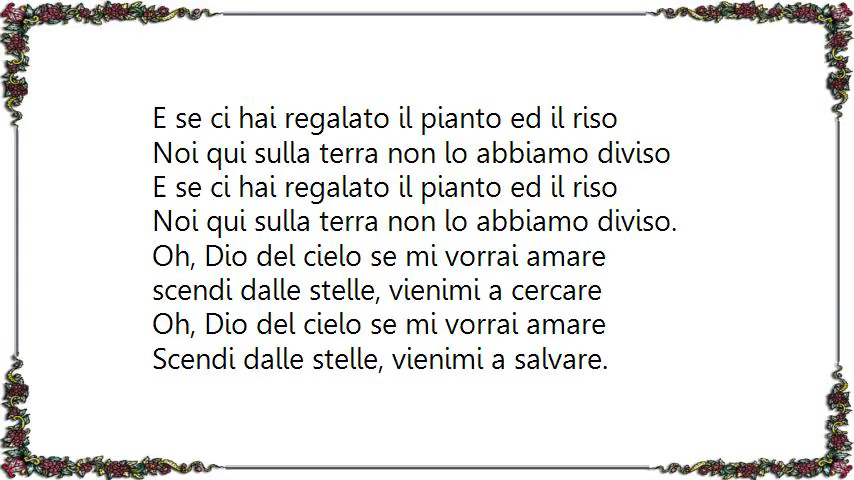 E se ci hai regalato il pianto ed il riso
Noi qui sulla terra non lo abbiamo diviso
E se ci hai regalato il pianto ed il riso
Noi qui sulla terra non lo abbiamo diviso.
Oh, Dio del cielo se mi vorrai amare
scendi dalle stelle, vienimi a cercare
Oh, Dio del cielo se mi vorrai amare
Scendi dalle stelle, vienimi a salvare.